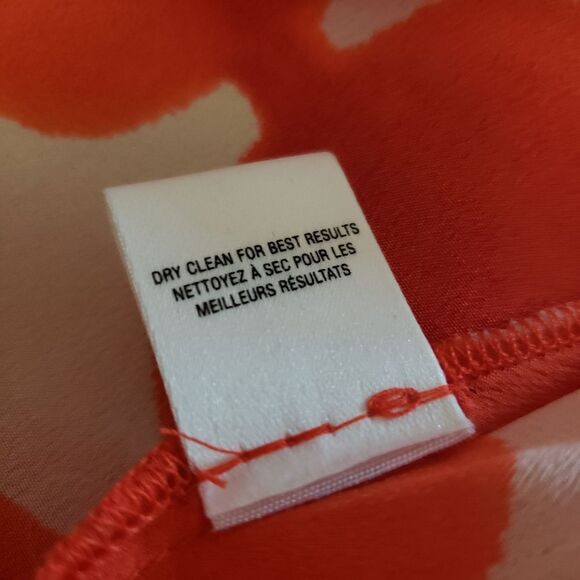 DRY CLEAN FOR BEST RESULTS
NETTOYEZ À SEC POUR LES
MEILLEURS RÉSULTATS